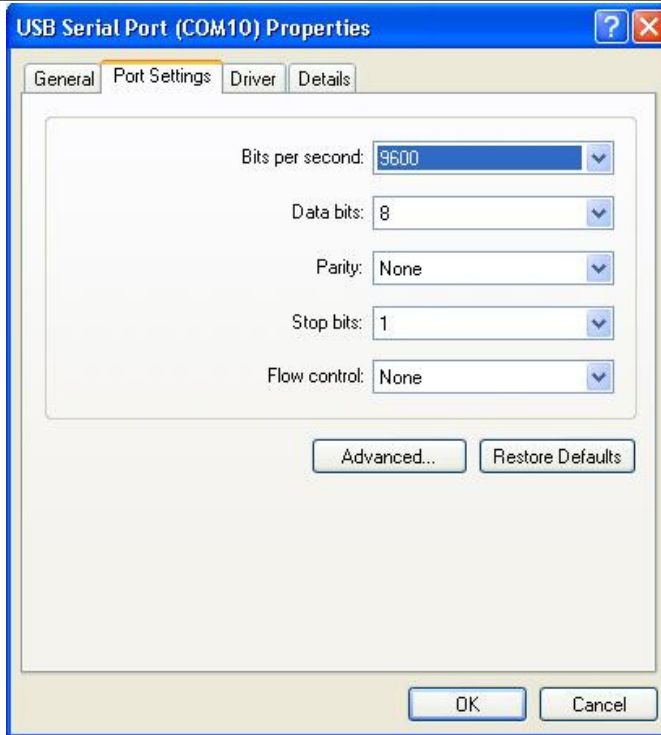 USB Serial Port (COM10) Properties
General Port Settings Driver Details
Bits per second: 9600
Data bits: 8
Parity: None
Stop bits: 1
Flow control: None
Advanced... Restore Defaults
OK Cancel